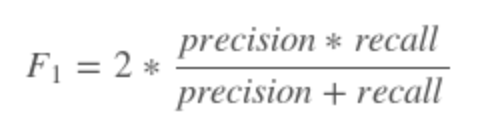 F₁ = 2 * precision * recall / precision + recall